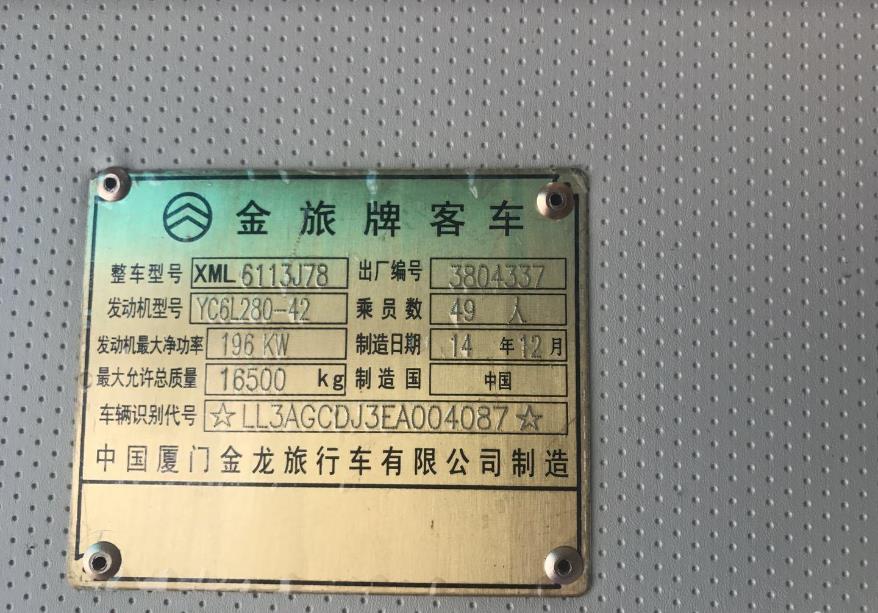 金旅牌客车
整车型号 XML 6113J78 出厂编号 3804337
发动机型号 YC6L280-42 乘员数 49 人
发动机最大净功率 196 KW 制造日期 14 年 12 月
最大允许总质量 16500 kg 制造国 中国
车辆识别代号 ☆LL3AGCDJ3EA004087☆
中国厦门金龙旅行车有限公司制造